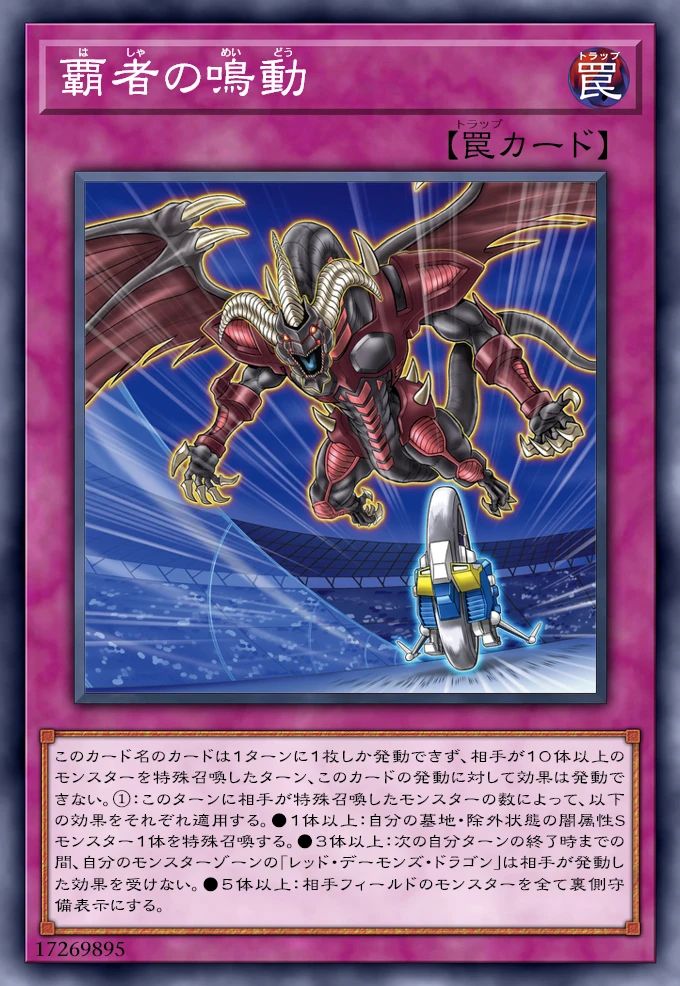 は しゃ めい どう
覇者の鳴動
トラップ
罠
トラップ
【罠カード】
このカード名のカードは1ターンに1枚しか発動できず、相手が10体以上の
モンスターを特殊召喚したターン、このカードの発動に対して効果は発動で
きない。①:このターンに相手が特殊召喚したモンスターの数によって、以下
の効果をそれぞれ適用する。●1体以上:自分の墓地・除外状態の闇属性S
モンスター1体を特殊召喚する。●3体以上:次の自分ターンの終了時までの
間、自分のモンスターゾーンの「レッド・デーモンズ・ドラゴン」は相手が発動し
た効果を受けない。●5体以上:相手フィールドのモンスターを全て裏側守
備表示にする。
17269895